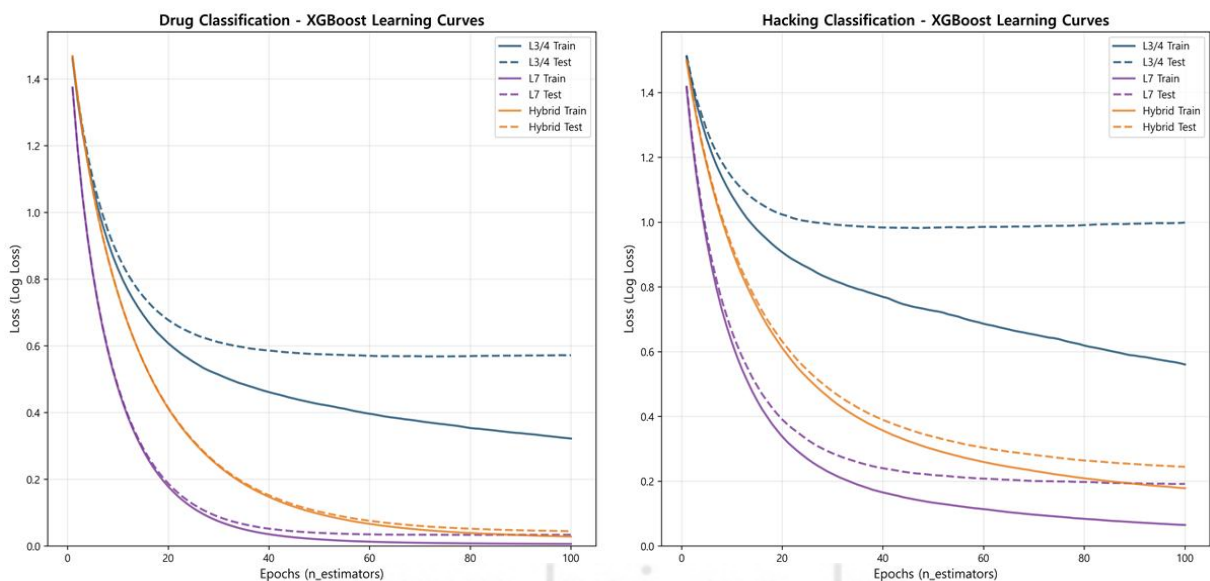 Drug Classification - XGBoost Learning Curves
L3/4 Train
L3/4 Test
L7 Train
L7 Test
Hybrid Train
Hybrid Test
1.4
1.2
1.0
0.8
0.6
0.4
0.2
0.0
Loss (Log Loss)
0 20 40 60 80 100
Epochs (n_estimators)
Hacking Classification - XGBoost Learning Curves
L3/4 Train
L3/4 Test
L7 Train
L7 Test
Hybrid Train
Hybrid Test
1.4
1.2
1.0
0.8
0.6
0.4
0.2
0.0
Loss (Log Loss)
0 20 40 60 80 100
Epochs (n_estimators)